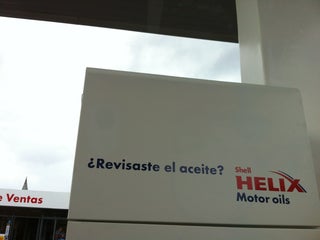 ¿Revisaste el aceite?
Shell
HELIX
Motor oils
e Ventas